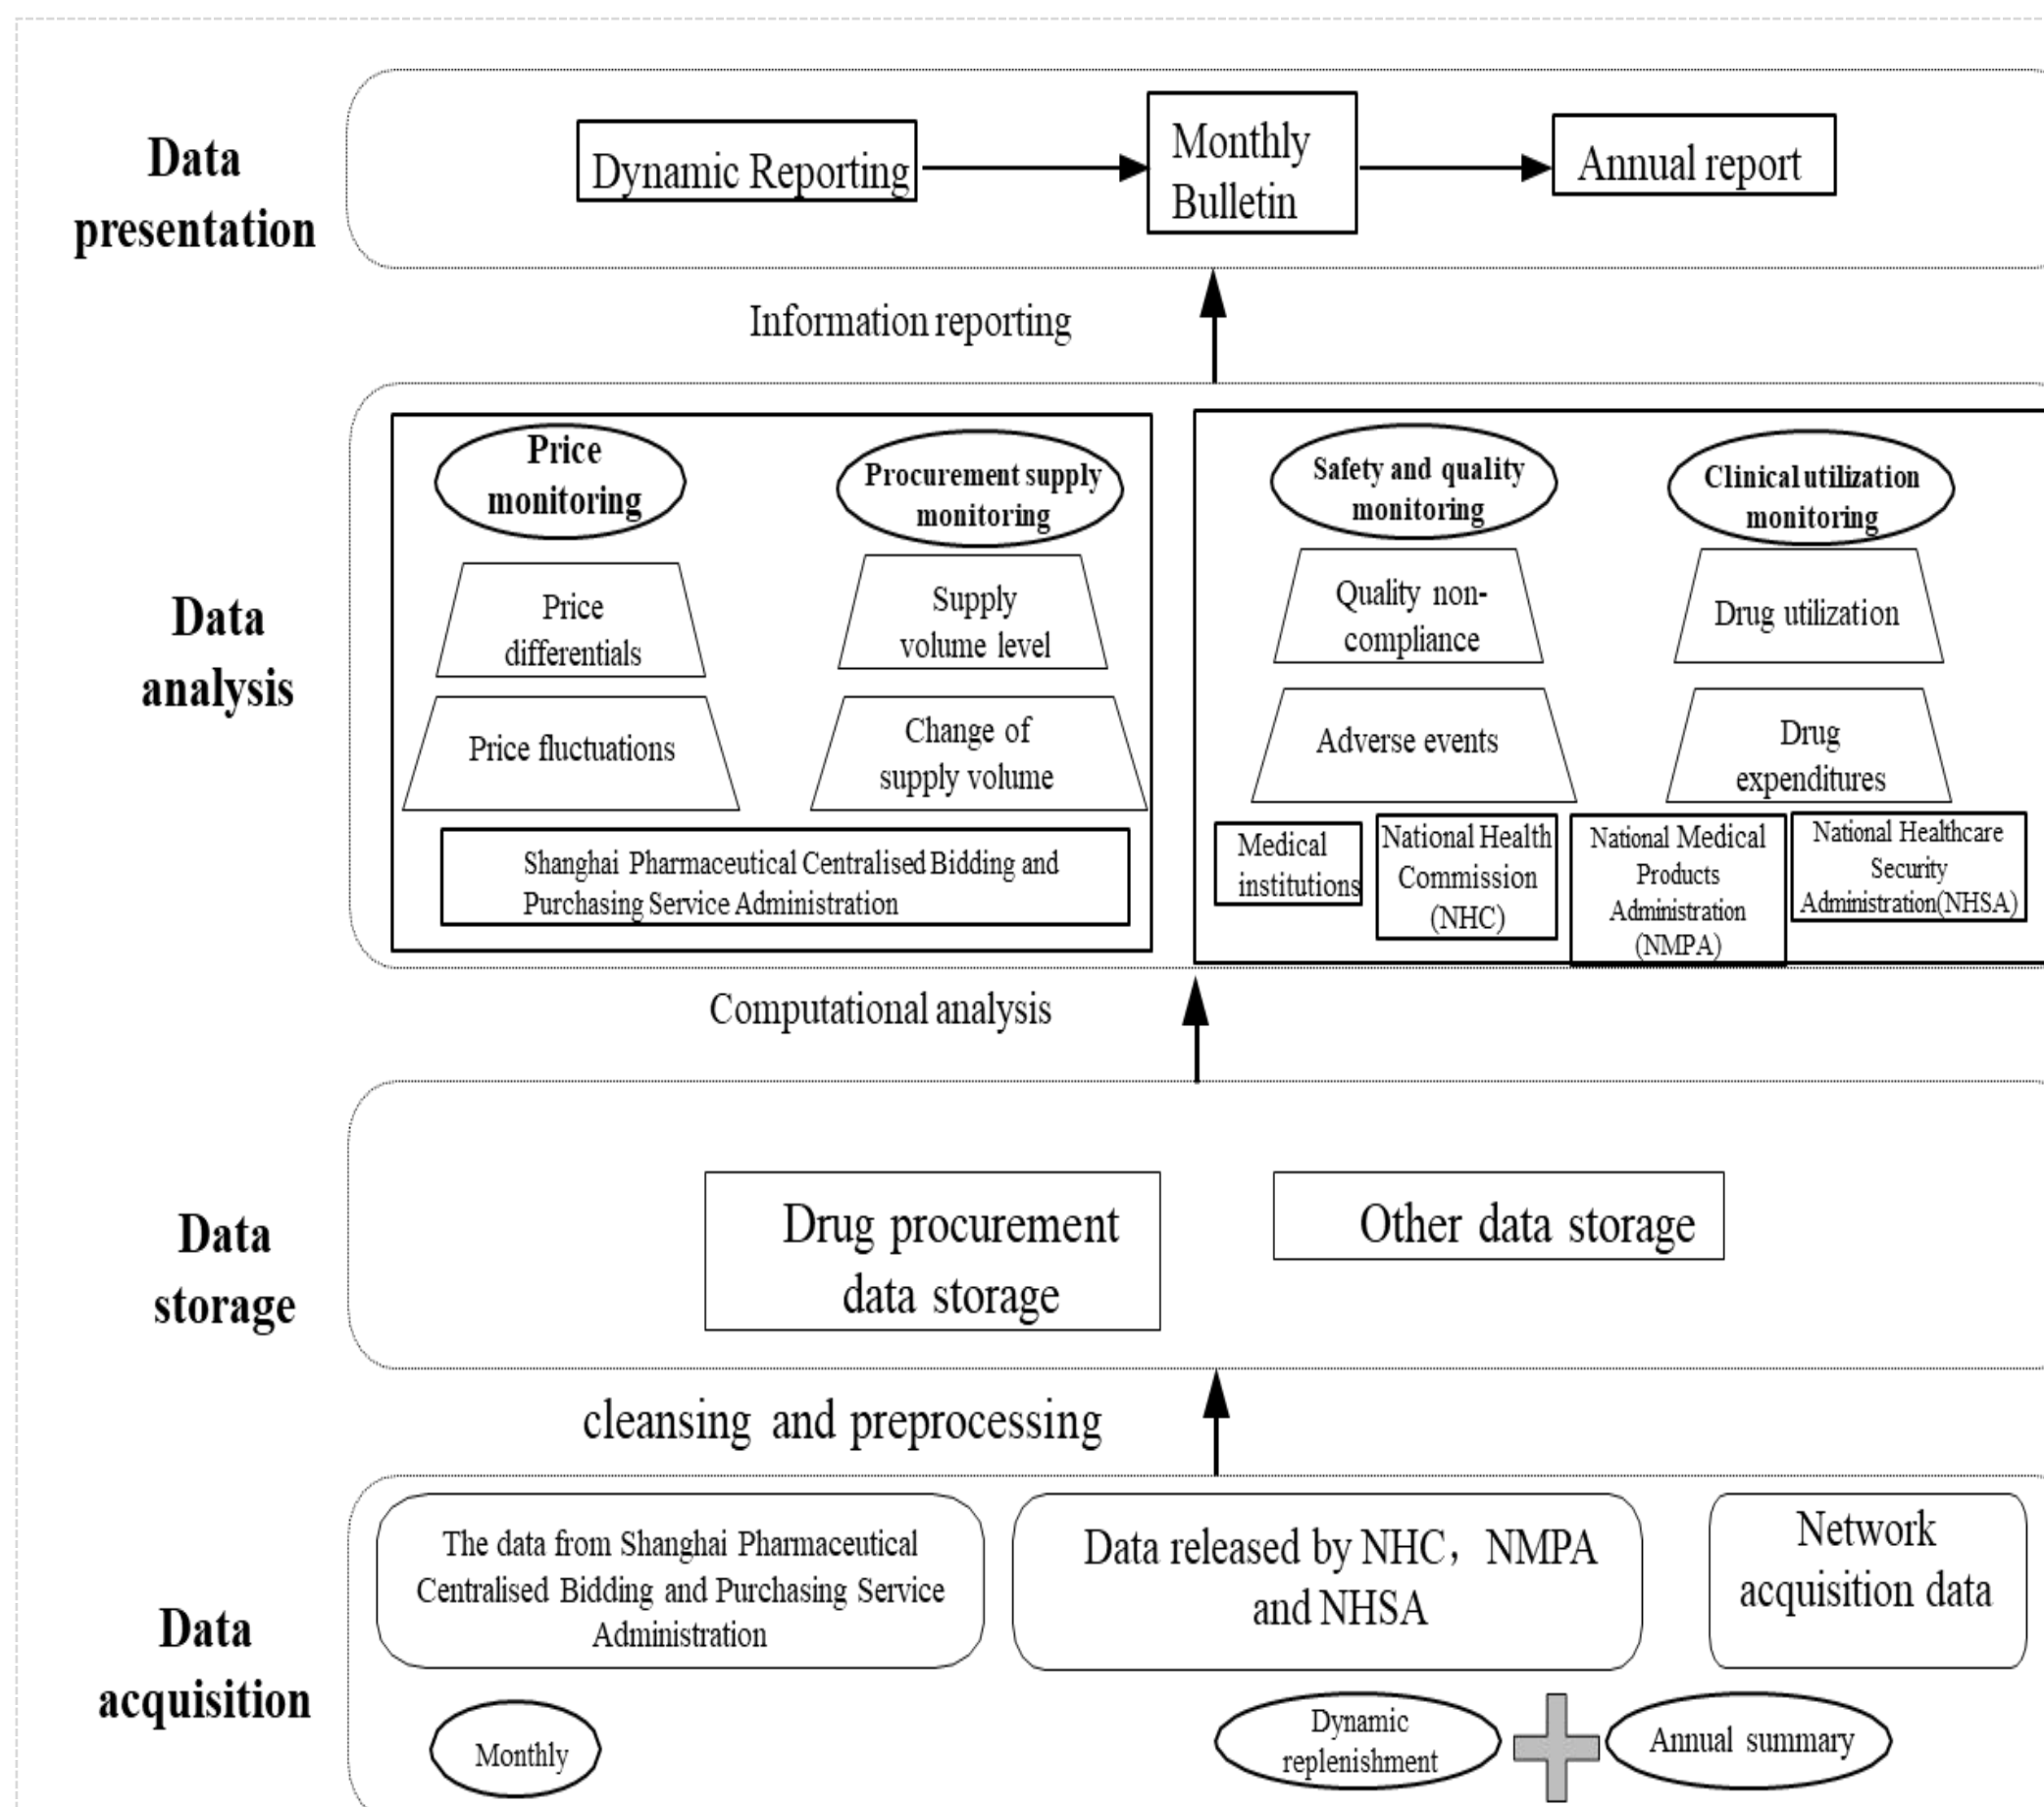 Data
presentation
Dynamic Reporting
Monthly
Bulletin
Annual report
Information reporting
Data
analysis
Price
monitoring
Procurement supply
monitoring
Safety and quality
monitoring
Clinical utilization
monitoring
Price
differentials
Supply
volume level
Quality non-
compliance
Drug utilization
Price fluctuations
Change of
supply volume
Adverse events
Drug
expenditures
Shanghai Pharmaceutical Centralised Bidding and
Purchasing Service Administration
Medical
institutions
National Health
Commission
(NHC)
National Medical
Products
Administration
(NMPA)
National Healthcare
Security
Administration(NHSA)
Computational analysis
Data
storage
Drug procurement
data storage
Other data storage
cleansing and preprocessing
Data
acquisition
The data from Shanghai Pharmaceutical
Centralised Bidding and Purchasing Service
Administration
Data released by NHC，NMPA
and NHSA
Network
acquisition data
Monthly
Dynamic
replenishment
Annual summary